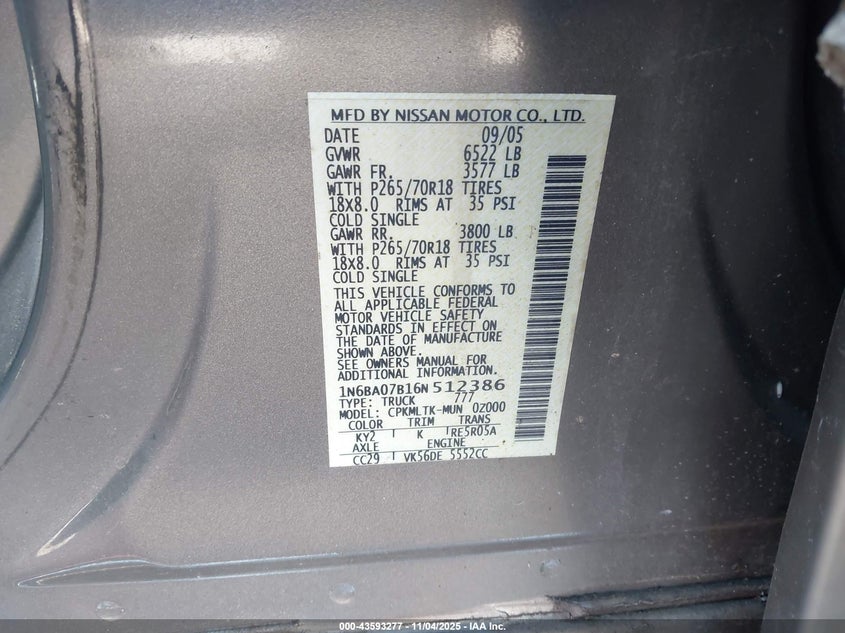 MFD BY NISSAN MOTOR CO., LTD.
DATE 09/05
GVWR 6522 LB
GAWR FR. 3577 LB
WITH P265/70R18 TIRES
18X8.0 RIMS AT 35 PSI
COLD SINGLE
GAWR RR. 3800 LB
WITH P265/70R18 TIRES
18X8.0 RIMS AT 35 PSI
COLD SINGLE
THIS VEHICLE CONFORMS TO
ALL APPLICABLE FEDERAL
MOTOR VEHICLE SAFETY
STANDARDS IN EFFECT ON
THE DATE OF MANUFACTURE
SHOWN ABOVE.
SEE OWNERS MANUAL FOR
ADDITIONAL INFORMATION.
1N6BA07B16N 512386
TYPE: TRUCK 777
MODEL: CPKMLTK-MUN 0Z000
COLOR TRIM TRANS
KY2 K RE5R05A
AXLE ENGINE
CC29 VK56DE 5552CC
000-43593277 - 11/04/2025 - IAA Inc.